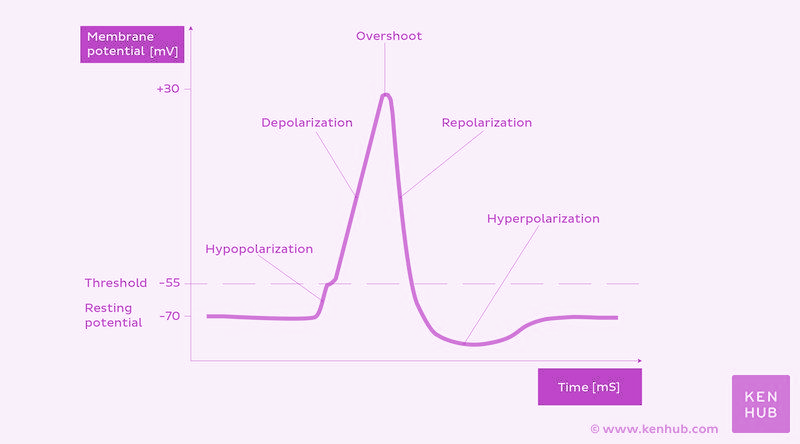 Membrane
potential [mV]
Overshoot
+30
Depolarization
Repolarization
Hyperpolarization
Hypopolarization
Threshold -55
Resting
potential
-70
Time [mS]
KEN
HUB
© www.kenhub.com